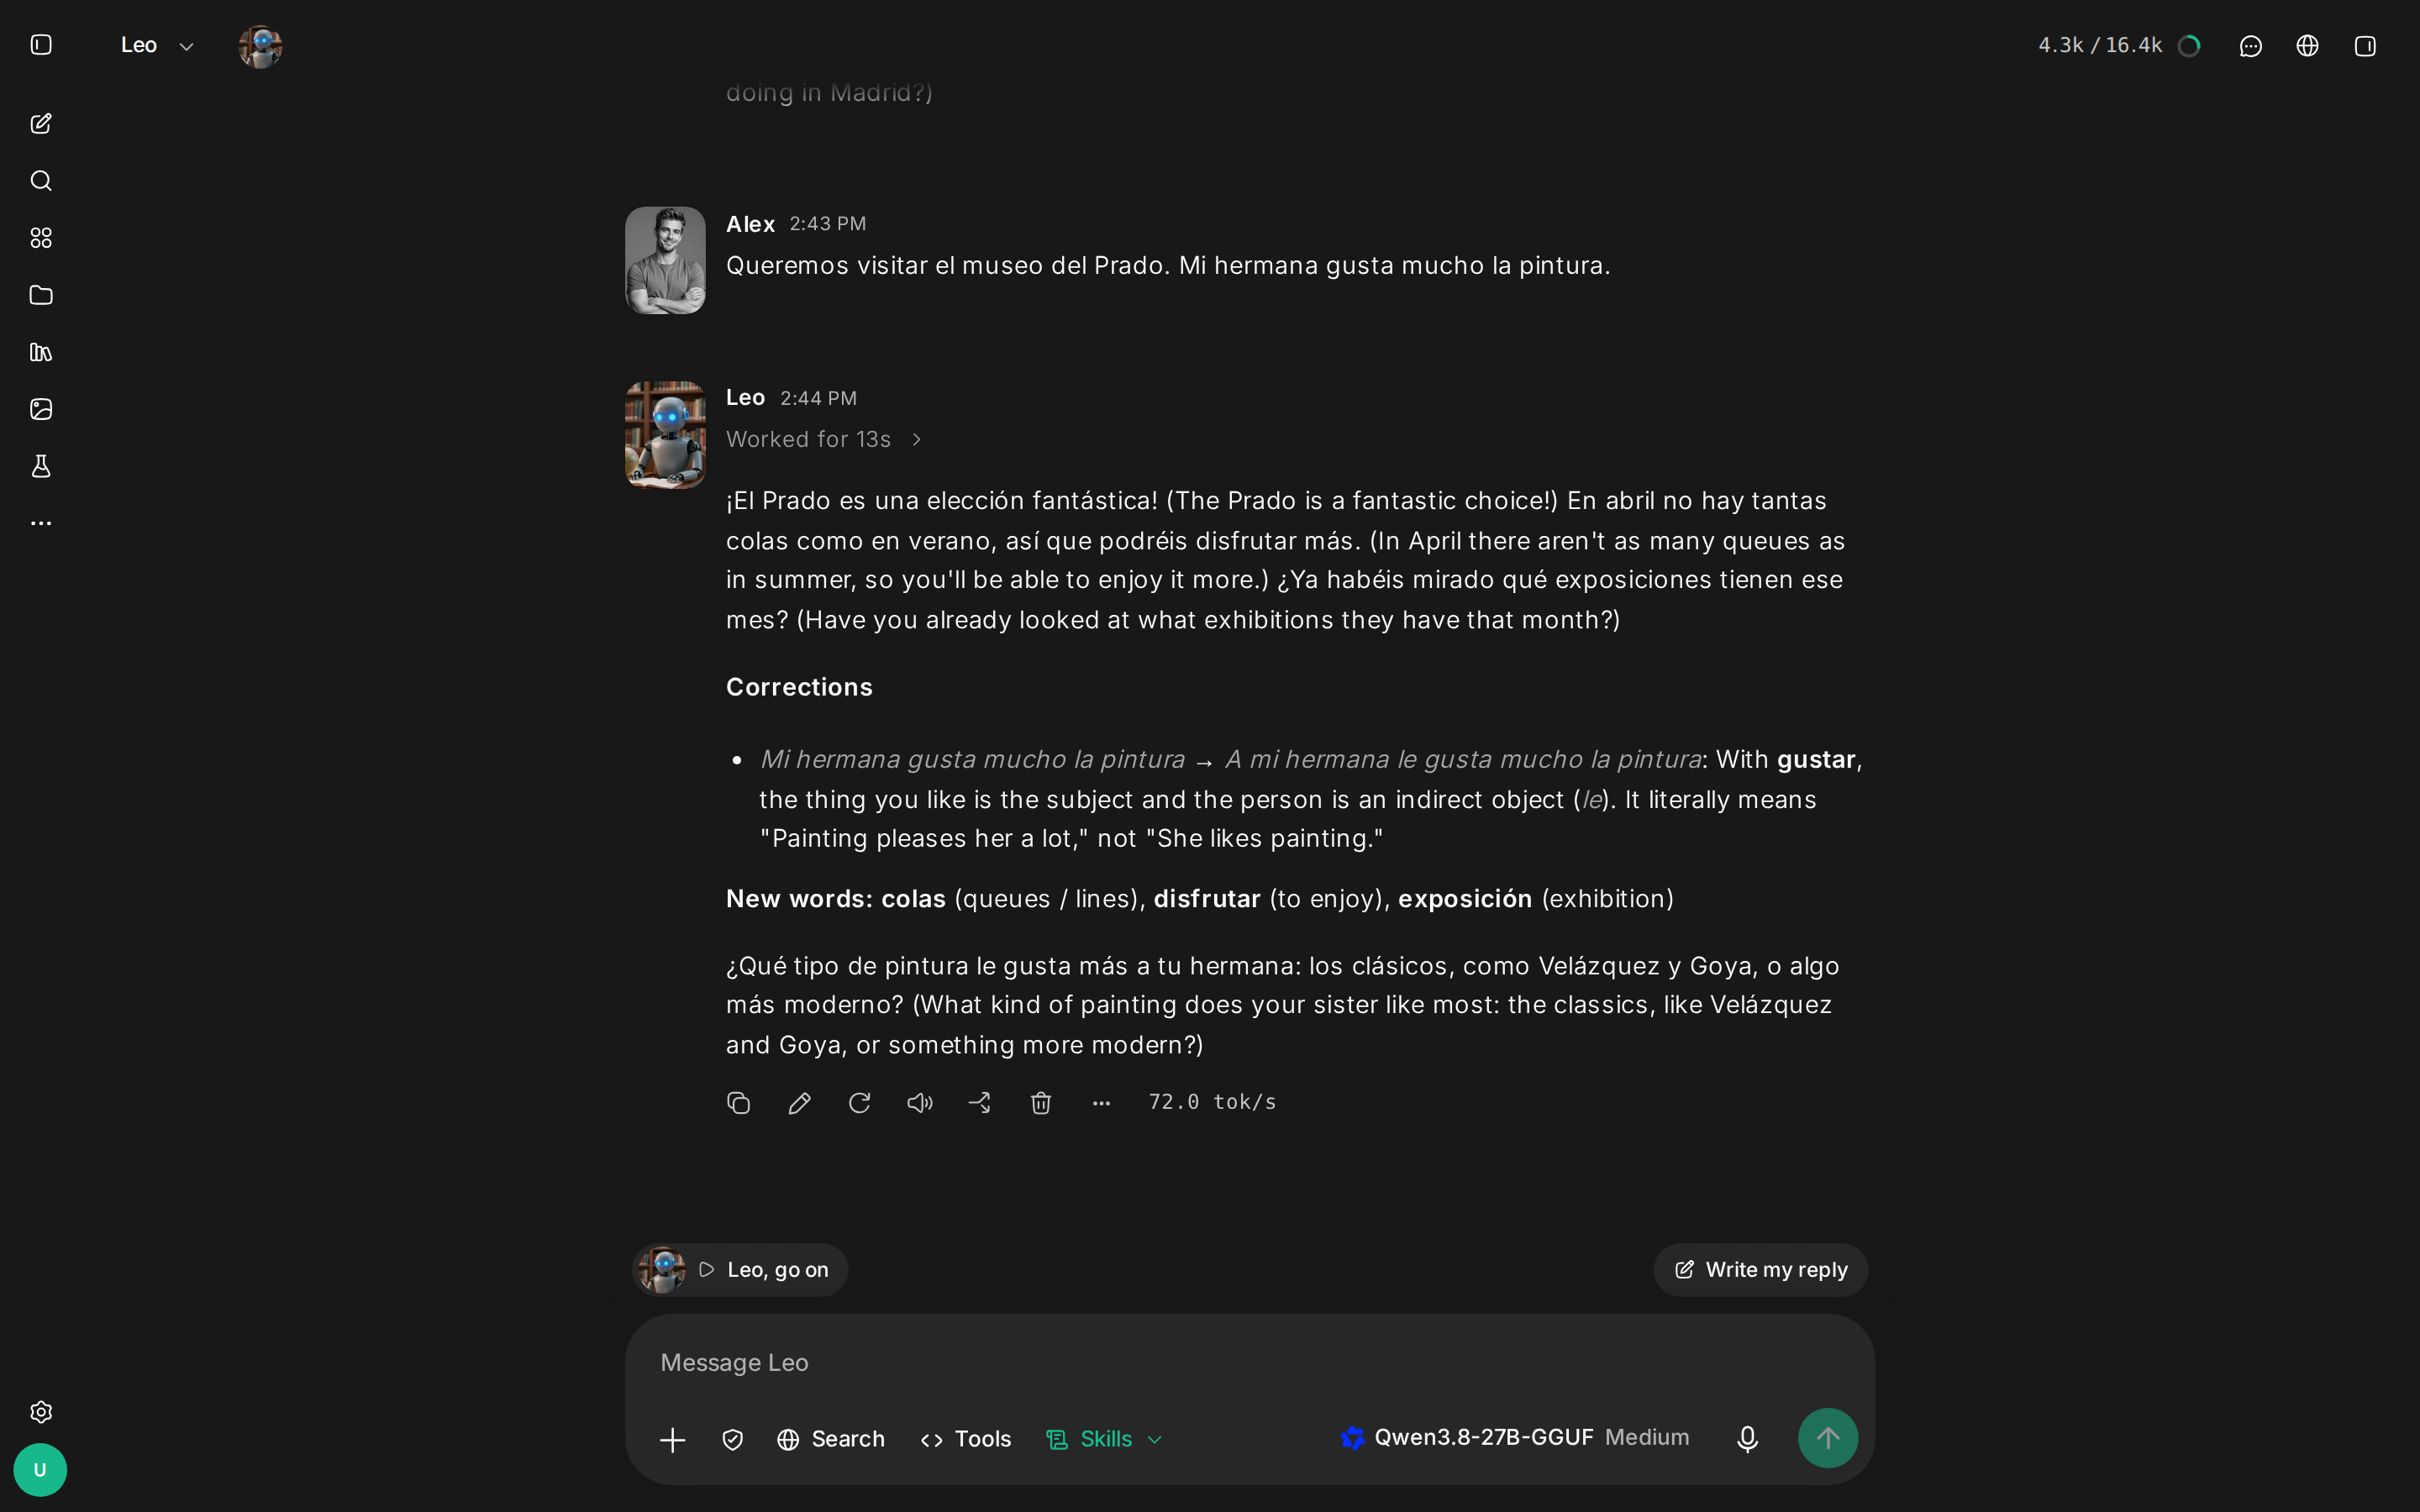 Leo
4.3k / 16.4k
doing in Madrid?)
Alex 2:43 PM
Queremos visitar el museo del Prado. Mi hermana gusta mucho la pintura.
Leo 2:44 PM
Worked for 13s
¡El Prado es una elección fantástica! (The Prado is a fantastic choice!) En abril no hay tantas
colas como en verano, así que podréis disfrutar más. (In April there aren't as many queues as
in summer, so you'll be able to enjoy it more.) ¿Ya habéis mirado qué exposiciones tienen ese
mes? (Have you already looked at what exhibitions they have that month?)
Corrections
• Mi hermana gusta mucho la pintura → A mi hermana le gusta mucho la pintura: With gustar,
the thing you like is the subject and the person is an indirect object (le). It literally means
"Painting pleases her a lot," not "She likes painting."
New words: colas (queues / lines), disfrutar (to enjoy), exposición (exhibition)
¿Qué tipo de pintura le gusta más a tu hermana: los clásicos, como Velázquez y Goya, o algo
más moderno? (What kind of painting does your sister like most: the classics, like Velázquez
and Goya, or something more modern?)
72.0 tok/s
Leo, go on
Write my reply
Message Leo
Search
Tools
Skills
Qwen3.8-27B-GGUF Medium
U